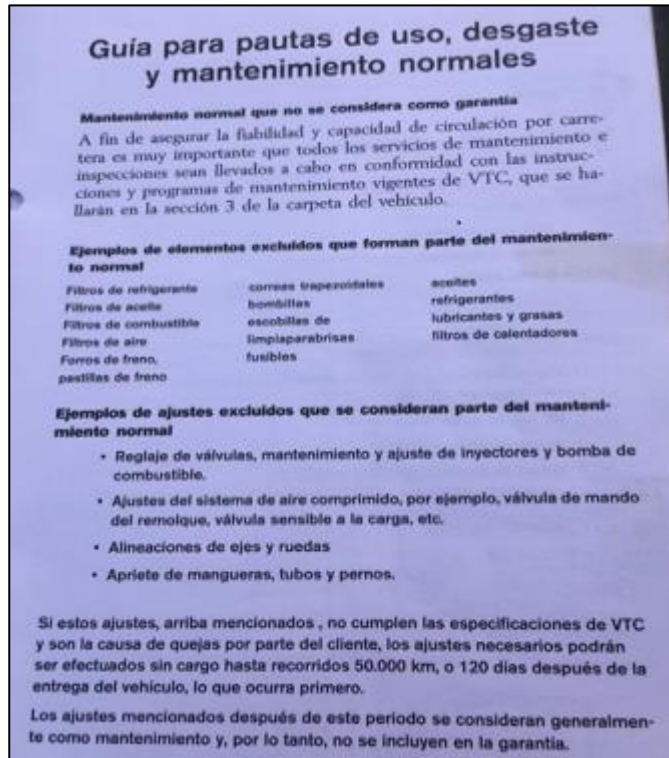 Guía para pautas de uso, desgaste
y mantenimiento normales
Mantenimiento normal que no se considera como garantía
A fin de asegurar la fiabilidad y capacidad de circulación por carre-
tera es muy importante que todos los servicios de mantenimiento e
inspecciones sean llevados a cabo en conformidad con las instruc-
ciones y programas de mantenimiento vigentes de VTC, que se ha-
llarán en la sección 3 de la carpeta del vehículo.
Ejemplos de elementos excluidos que forman parte del mantenimien-
to normal
Filtros de refrigerante correas trapezoidales aceites
Filtros de aceite bombillas refrigerantes
Filtros de combustible escobillas de lubricantes y grasas
Filtros de aire limpiaparabrisas filtros de calentadores
Forros de freno, fusibles
pastillas de freno
Ejemplos de ajustes excluidos que se consideran parte del manteni-
miento normal
• Reglaje de válvulas, mantenimiento y ajuste de inyectores y bomba de
combustible.
• Ajustes del sistema de aire comprimido, por ejemplo, válvula de mando
del remolque, válvula sensible a la carga, etc.
• Alineaciones de ejes y ruedas
• Apriete de mangueras, tubos y pernos.
Si estos ajustes, arriba mencionados , no cumplen las especificaciones de VTC
y son la causa de quejas por parte del cliente, los ajustes necesarios podrán
ser efectuados sin cargo hasta recorridos 50.000 km, o 120 días después de la
entrega del vehículo, lo que ocurra primero.
Los ajustes mencionados después de este periodo se consideran generalmen-
te como mantenimiento y, por lo tanto, no se incluyen en la garantía.